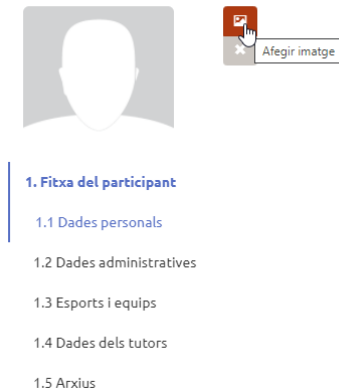 Afegir imatge
1. Fitxa del participant
1.1 Dades personals
1.2 Dades administratives
1.3 Esports i equips
1.4 Dades dels tutors
1.5 Arxius